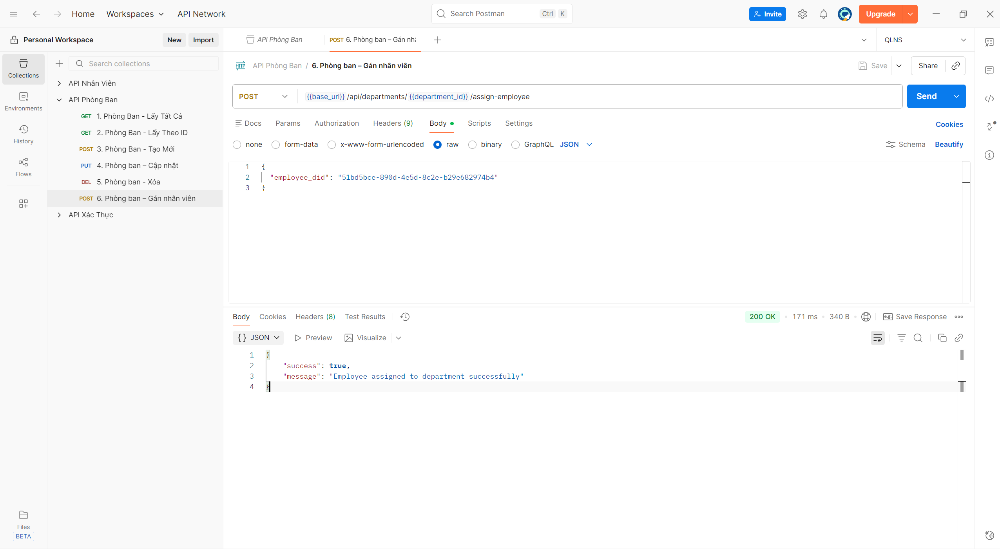 Home Workspaces API Network Search Postman Ctrl K Invite Upgrade
Personal Workspace New Import
API Phòng Ban POST 6. Phòng ban – Gán nhâ QLNS
Collections
Environments
History
Flows
Files
BETA
Search collections
API Nhân Viên
API Phòng Ban
GET 1. Phòng Ban - Lấy Tất Cả
GET 2. Phòng Ban - Lấy Theo ID
POST 3. Phòng Ban - Tạo Mới
PUT 4. Phòng ban – Cập nhật
DEL 5. Phòng ban - Xóa
POST 6. Phòng ban – Gán nhân viên
API Xác Thực
HTTP API Phòng Ban / 6. Phòng ban – Gán nhân viên Save Share
POST {{base_url}}/api/departments/{{department_id}}/assign-employee Send
Docs Params Authorization Headers (9) Body Scripts Settings Cookies
none form-data x-www-form-urlencoded raw binary GraphQL JSON Schema Beautify
1 {
2 "employee_did": "51bd5bce-890d-4e5d-8c2e-b29e682974b4"
3 }
Body Cookies Headers (8) Test Results 200 OK 171 ms 340 B e.g. Save Response
{} JSON Preview Visualize
1 {
2 "success": true,
3 "message": "Employee assigned to department successfully"
4 }